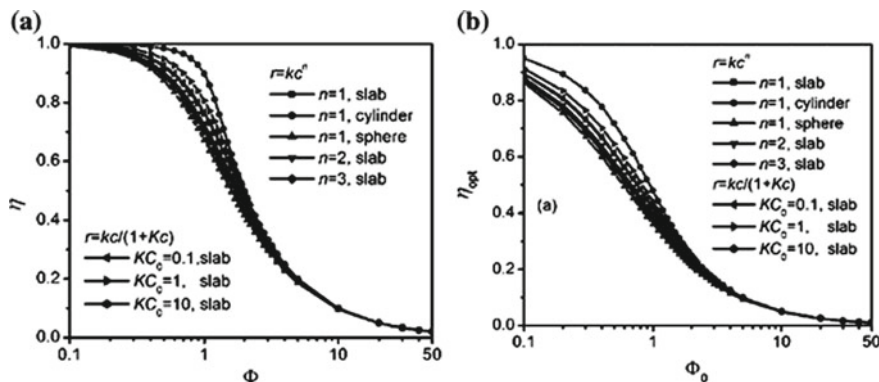 (a)
1.0
0.8
0.6
0.4
0.2
0.0
η
r=kcⁿ
n=1, slab
n=1, cylinder
n=1, sphere
n=2, slab
n=3, slab
r=kc/(1+Kc)
KC₀=0.1,slab
KC₀=1, slab
KC₀=10, slab
0.1
1
10
50
Φ
(b)
1.0
0.8
0.6
0.4
0.2
0.0
η_opt
r=kcⁿ
n=1, slab
n=1, cylinder
n=1, sphere
n=2, slab
n=3, slab
r=kc/(1+Kc)
KC₀=0.1, slab
KC₀=1, slab
KC₀=10, slab
(a)
0.1
1
10
50
Φ₀